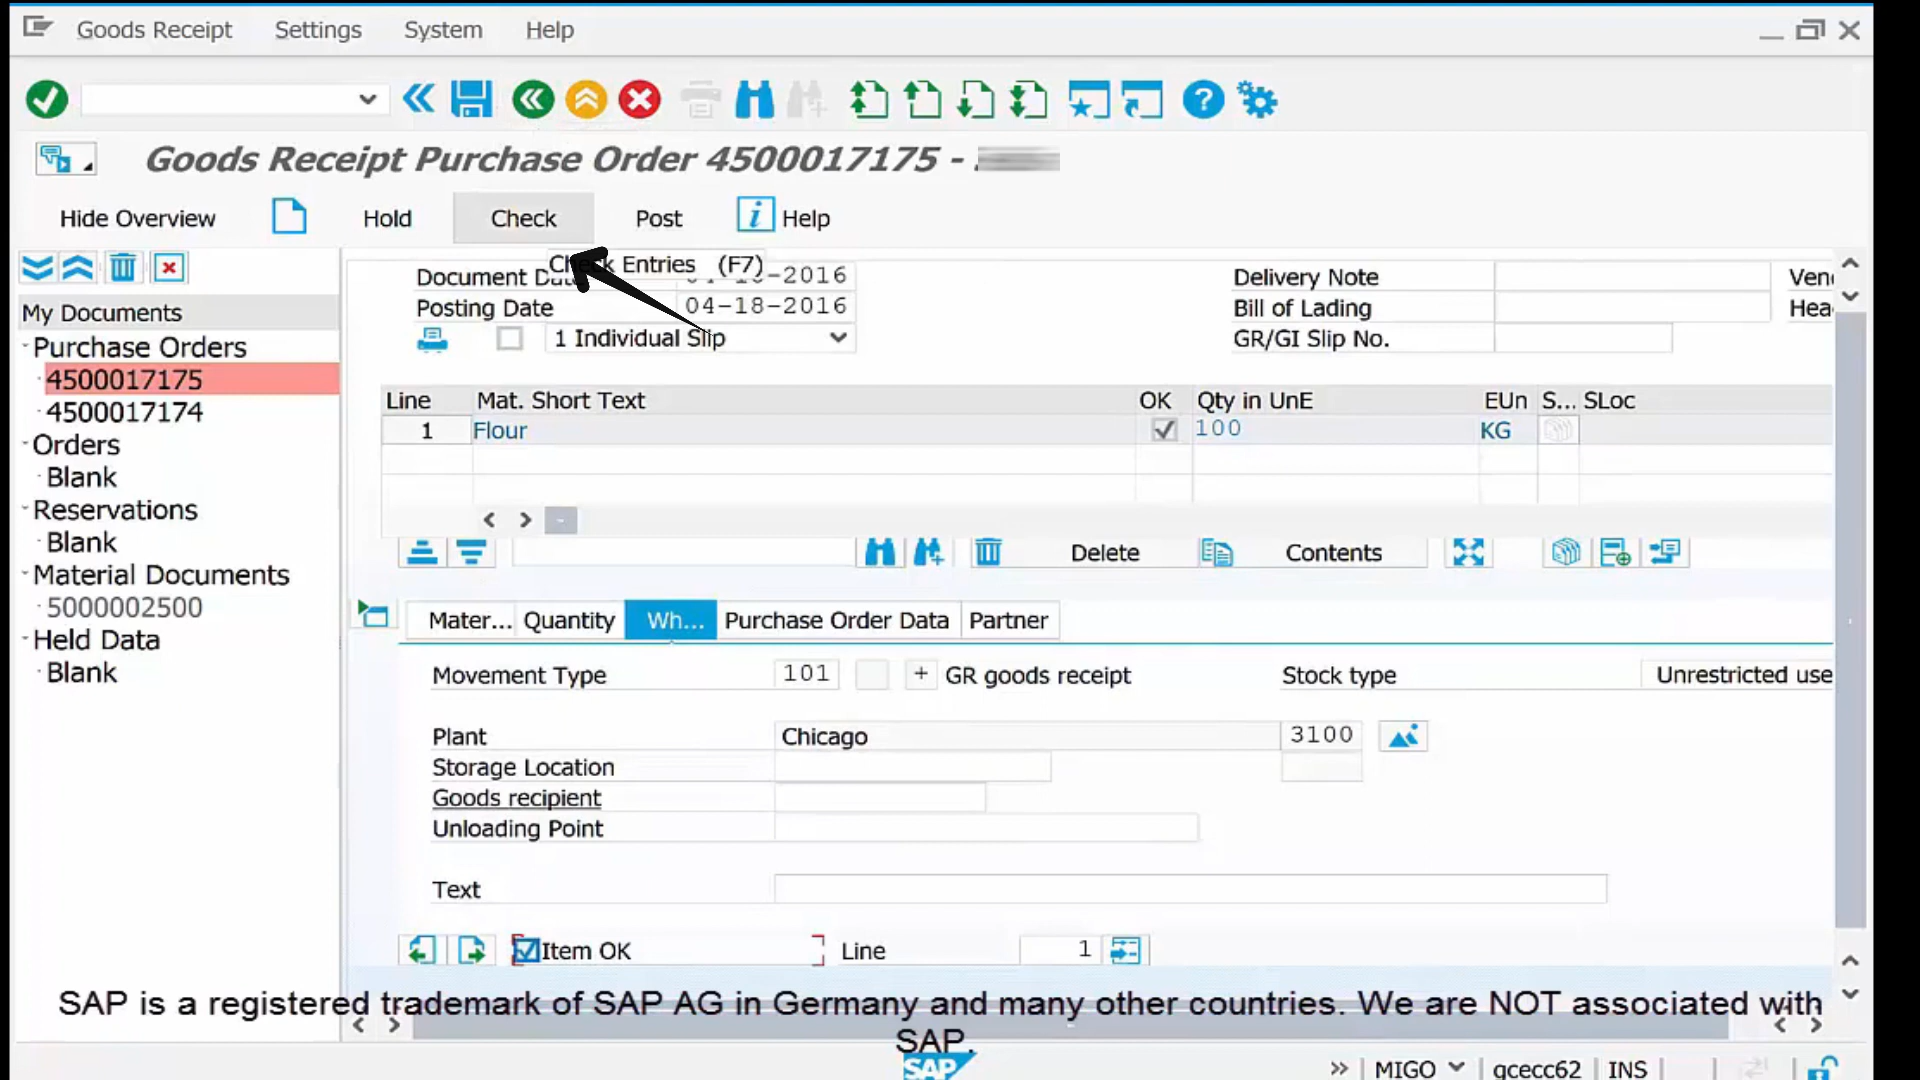 Goods Receipt Settings System Help
Goods Receipt Purchase Order 4500017175 -
Hide Overview Hold Check Post i Help
Check Entries (F7)
My Documents
Purchase Orders
4500017175
4500017174
Orders
Blank
Reservations
Blank
Material Documents
5000002500
Held Data
Blank
Document -2016 Delivery Note
Posting Date 04-18-2016 Bill of Lading
1 Individual Slip GR/GI Slip No.
Line Mat. Short Text OK Qty in UnE EUn S... SLoc
1 Flour 100 KG
Delete Contents
Mater... Quantity Wh... Purchase Order Data Partner
Movement Type 101 + GR goods receipt Stock type Unrestricted use
Plant Chicago 3100
Storage Location
Goods recipient
Unloading Point
Text
Item OK Line 1
SAP is a registered trademark of SAP AG in Germany and many other countries. We are NOT associated with
SAP.
SAP MIGO gcecc62 INS